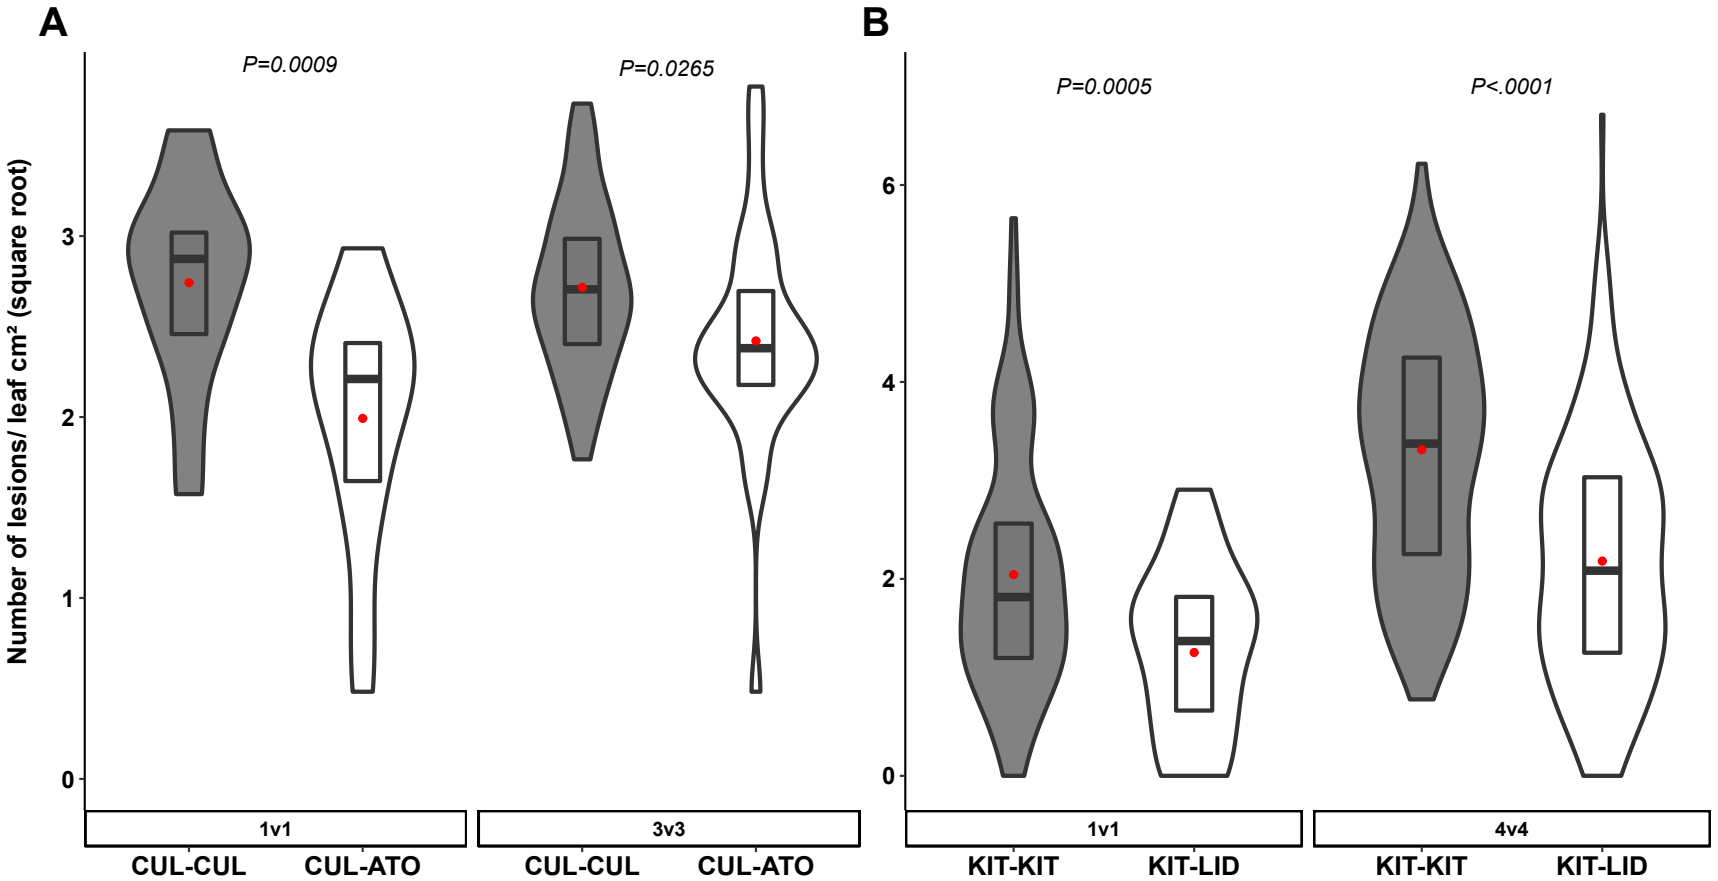 A
B
P=0.0009
P=0.0265
P=0.0005
P<.0001
Number of lesions/ leaf cm² (square root)
3
2
1
0
6
4
2
0
1v1
3v3
1v1
4v4
CUL-CUL
CUL-ATO
CUL-CUL
CUL-ATO
KIT-KIT
KIT-LID
KIT-KIT
KIT-LID